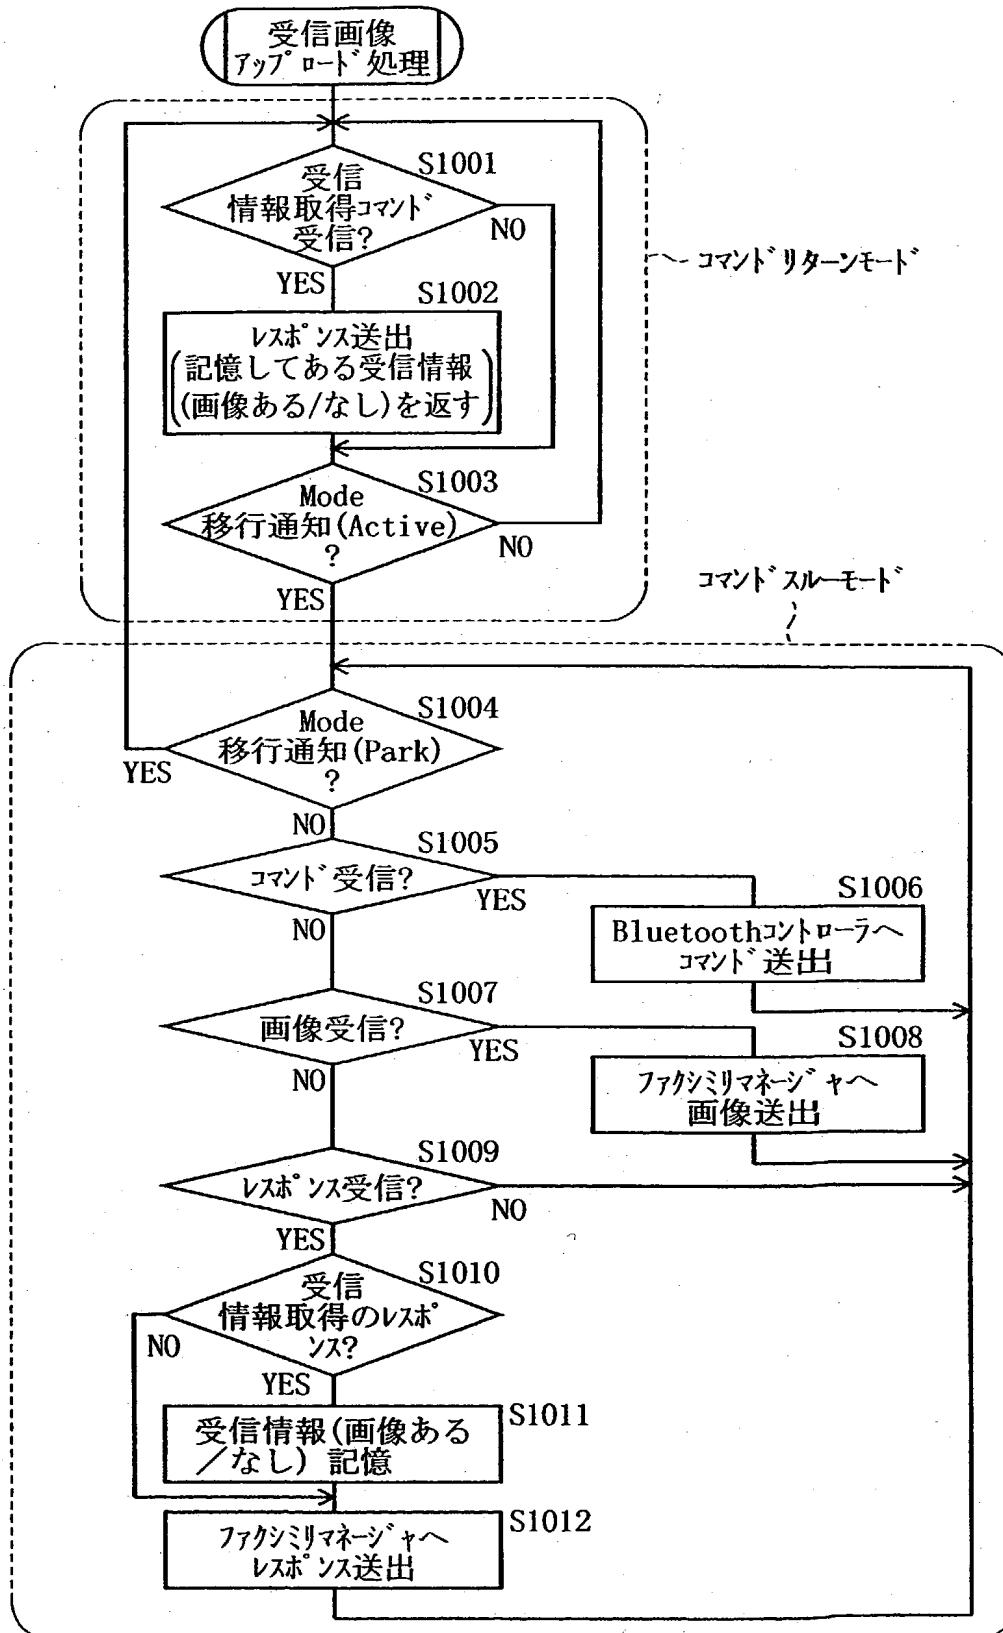 受信画像
アップロード処理
S1001
受信
情報取得コマンド
受信?
NO
YES
コマンドリターンモード
S1002
レスポンス送出
(記憶してある受信情報
(画像ある/なし)を返す)
S1003
Mode
移行通知(Active)
?
NO
YES
コマンドスルーモード
S1004
Mode
移行通知(Park)
?
YES
NO
S1005
コマンド受信?
YES
NO
S1006
Bluetoothコントローラへ
コマンド送出
S1007
画像受信?
YES
NO
S1008
ファクシミリマネージャへ
画像送出
S1009
レスポンス受信?
NO
YES
S1010
受信
情報取得のレスポ
ンス?
NO
YES
S1011
受信情報(画像ある
/なし)記憶
S1012
ファクシミリマネージャへ
レスポンス送出